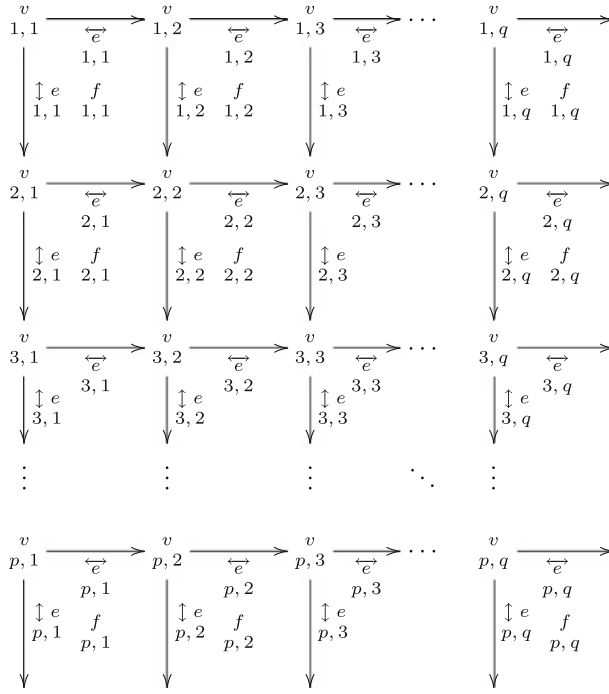 v v v v
1, 1 1, 2 1, 3 ⋯ 1, q
e e e e
1, 1 1, 2 1, 3 1, q
↕ e f ↕ e f ↕ e ↕ e f
1, 1 1, 1 1, 2 1, 2 1, 3 1, q 1, q
v v v v
2, 1 2, 2 2, 3 ⋯ 2, q
e e e e
2, 1 2, 2 2, 3 2, q
↕ e f ↕ e f ↕ e ↕ e f
2, 1 2, 1 2, 2 2, 2 2, 3 2, q 2, q
v v v v
3, 1 3, 2 3, 3 ⋯ 3, q
e e e e
3, 1 3, 2 3, 3 3, q
↕ e ↕ e ↕ e ↕ e
3, 1 3, 2 3, 3 3, q
⋮ ⋮ ⋮ ⋱ ⋮
v v v v
p, 1 p, 2 p, 3 ⋯ p, q
e e e e
p, 1 p, 2 p, 3 p, q
↕ e f ↕ e f ↕ e ↕ e f
p, 1 p, 1 p, 2 p, 2 p, 3 p, q p, q